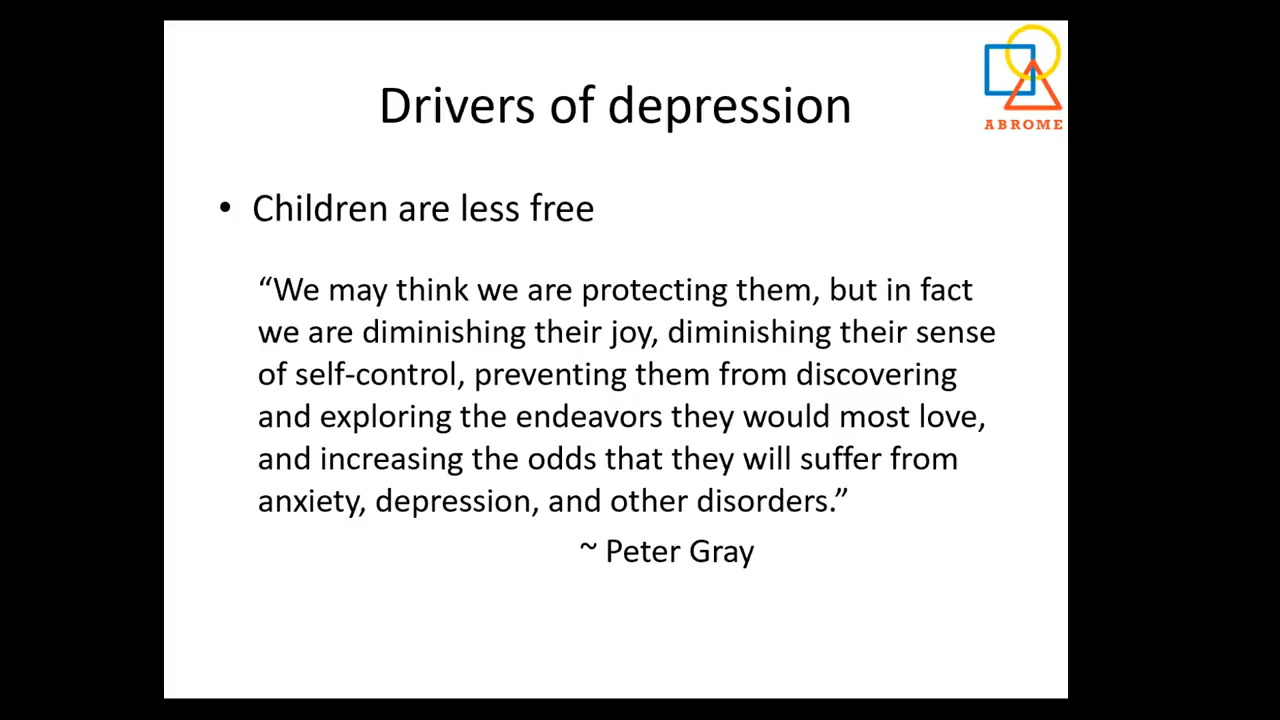 ABROME
Drivers of depression
• Children are less free
“We may think we are protecting them, but in fact
we are diminishing their joy, diminishing their sense
of self-control, preventing them from discovering
and exploring the endeavors they would most love,
and increasing the odds that they will suffer from
anxiety, depression, and other disorders.”
~ Peter Gray